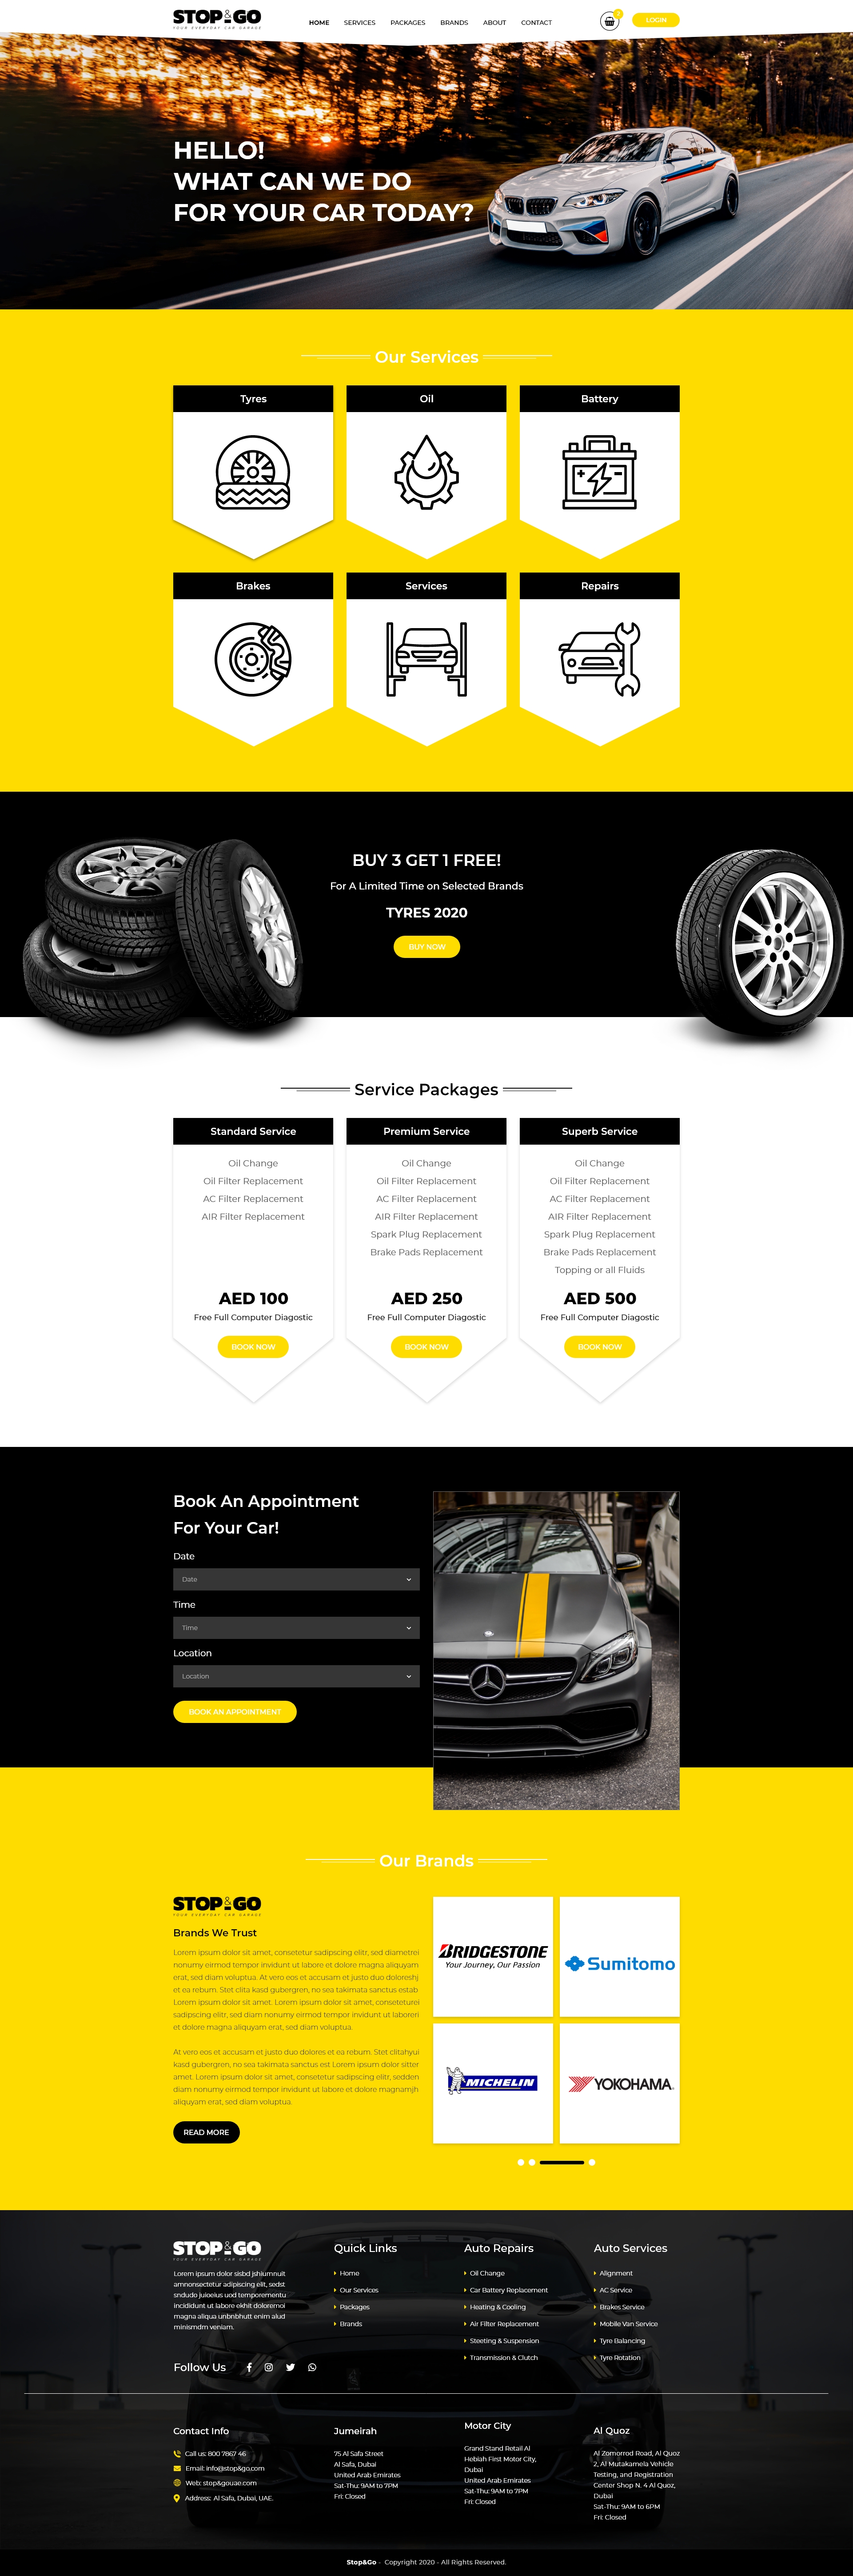 STOP&GO
YOUR EVERYDAY CAR GARAGE
HOME SERVICES PACKAGES BRANDS ABOUT CONTACT
LOGIN
HELLO!
WHAT CAN WE DO
FOR YOUR CAR TODAY?
Our Services
Tyres
Oil
Battery
Brakes
Services
Repairs
BUY 3 GET 1 FREE!
For A Limited Time on Selected Brands
TYRES 2020
BUY NOW
Service Packages
Standard Service
Oil Change
Oil Filter Replacement
AC Filter Replacement
AIR Filter Replacement
AED 100
Free Full Computer Diagostic
BOOK NOW
Premium Service
Oil Change
Oil Filter Replacement
AC Filter Replacement
AIR Filter Replacement
Spark Plug Replacement
Brake Pads Replacement
AED 250
Free Full Computer Diagostic
BOOK NOW
Superb Service
Oil Change
Oil Filter Replacement
AC Filter Replacement
AIR Filter Replacement
Spark Plug Replacement
Brake Pads Replacement
Topping or all Fluids
AED 500
Free Full Computer Diagostic
BOOK NOW
Book An Appointment
For Your Car!
Date
Date
Time
Time
Location
Location
BOOK AN APPOINTMENT
Our Brands
STOP&GO
YOUR EVERYDAY CAR GARAGE
Brands We Trust
Lorem ipsum dolor sit amet, consetetur sadipscing elitr, sed diametrei
nonumy eirmod tempor invidunt ut labore et dolore magna aliquyam
erat, sed diam voluptua. At vero eos et accusam et justo duo doloreshj
et ea rebum. Stet clita kasd gubergren, no sea takimata sanctus estab
Lorem ipsum dolor sit amet. Lorem ipsum dolor sit amet, conseteturei
sadipscing elitr, sed diam nonumy eirmod tempor invidunt ut laboreri
et dolore magna aliquyam erat, sed diam voluptua.
At vero eos et accusam et justo duo dolores et ea rebum. Stet clitahyui
kasd gubergren, no sea takimata sanctus est Lorem ipsum dolor sitter
amet. Lorem ipsum dolor sit amet, consetetur sadipscing elitr, sedden
diam nonumy eirmod tempor invidunt ut labore et dolore magnamjh
aliquyam erat, sed diam voluptua.
READ MORE
BRIDGESTONE
Your Journey, Our Passion
Sumitomo
MICHELIN
YOKOHAMA
STOP&GO
YOUR EVERYDAY CAR GARAGE
Lorem ipsum dolor sisbd jshiumnuit
amnonsectetur adipiscing elit, sedst
sndudo juioeius uod temporementu
incididunt ut labore ekhit doloremoi
magna aliqua unbnbhutt enim alud
minismdm veniam.
Follow Us
Quick Links
Home
Our Services
Packages
Brands
Auto Repairs
Oil Change
Car Battery Replacement
Heating & Cooling
Air Filter Replacement
Steeting & Suspension
Transmission & Clutch
Auto Services
Alignment
AC Service
Brakes Service
Mobile Van Service
Tyre Balancing
Tyre Rotation
Contact Info
Call us: 800 7867 46
Email: info@stop&go.com
Web: stop&gouae.com
Address: Al Safa, Dubai, UAE.
Jumeirah
75 Al Safa Street
Al Safa, Dubai
United Arab Emirates
Sat-Thu: 9AM to 7PM
Fri: Closed
Motor City
Grand Stand Retail Al
Hebiah First Motor City,
Dubai
United Arab Emirates
Sat-Thu: 9AM to 7PM
Fri: Closed
Al Quoz
Al Zomorrod Road, Al Quoz
2, Al Mutakamela Vehicle
Testing, and Registration
Center Shop N. 4 Al Quoz,
Dubai
Sat-Thu: 9AM to 6PM
Fri: Closed
Stop&Go - Copyright 2020 - All Rights Reserved.